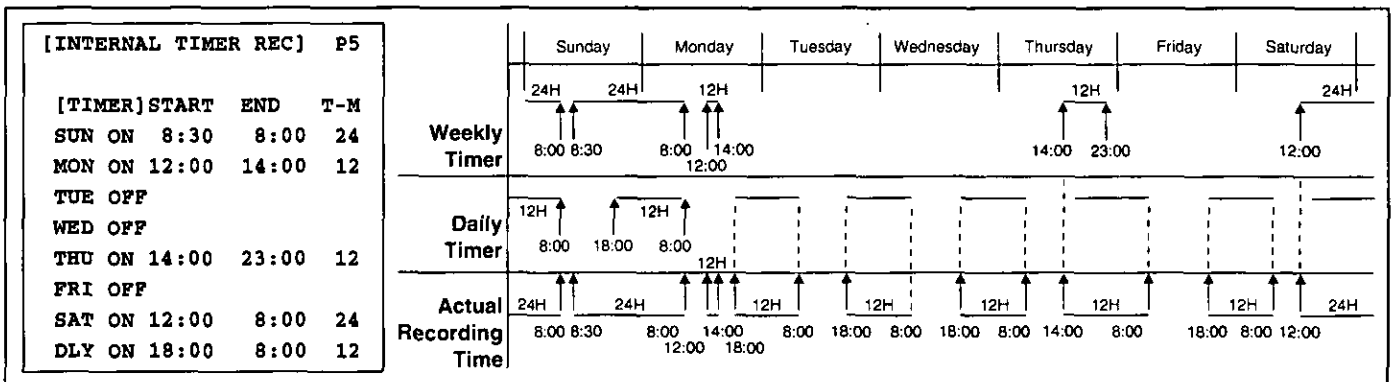 [INTERNAL TIMER REC] P5
[TIMER] START END T-M
SUN ON 8:30 8:00 24
MON ON 12:00 14:00 12
TUE OFF
WED OFF
THU ON 14:00 23:00 12
FRI OFF
SAT ON 12:00 8:00 24
DLY ON 18:00 8:00 12
Sunday Monday Tuesday Wednesday Thursday Friday Saturday
24H 24H 12H 12H 24H
Weekly
Timer
8:00 8:30 8:00 14:00 14:00 23:00 12:00
12:00
12H 12H
Daily
Timer
8:00 18:00 8:00
12H
Actual
Recording
Time
24H 24H 12H 12H 12H 12H 12H 24H
8:00 8:30 8:00 14:00 8:00 18:00 8:00 18:00 8:00 14:00 8:00 18:00 8:00 12:00
12:00 18:00